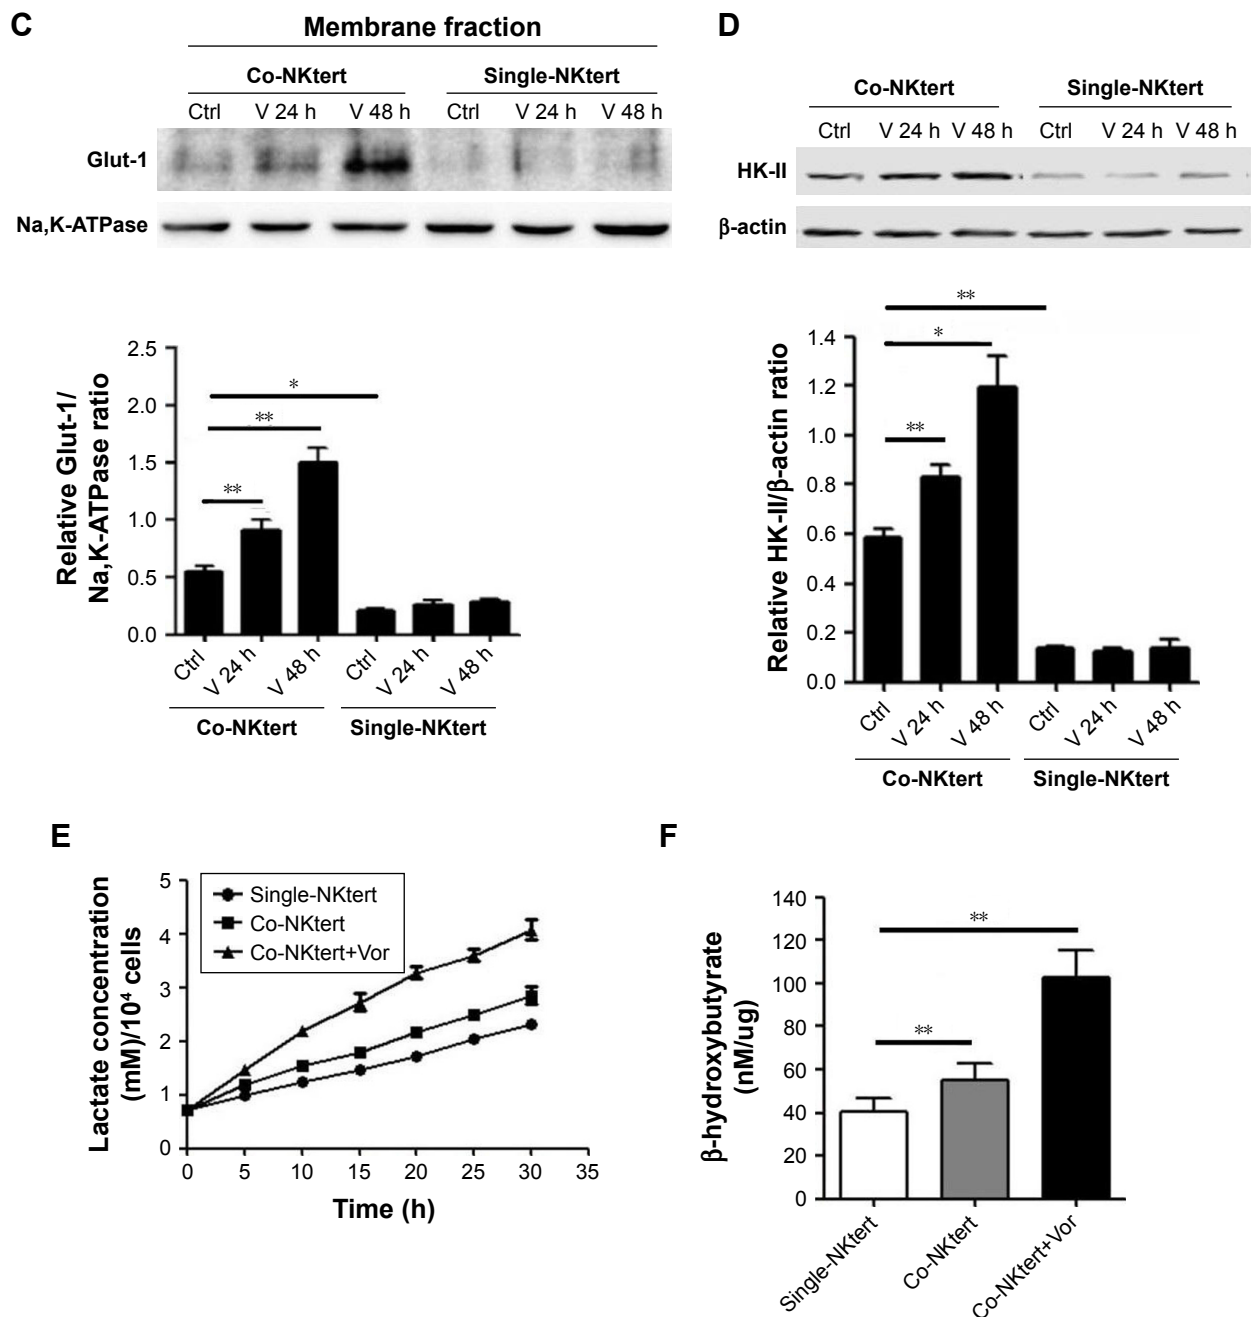 C
Membrane fraction
Co-NKtert Single-NKtert
Ctrl V 24 h V 48 h Ctrl V 24 h V 48 h
Glut-1
Na,K-ATPase
Relative Glut-1/
Na,K-ATPase ratio
2.5
2.0
1.5
1.0
0.5
0.0
*
**
**
Ctrl V 24 h V 48 h Ctrl V 24 h V 48 h
Co-NKtert Single-NKtert
D
Co-NKtert Single-NKtert
Ctrl V 24 h V 48 h Ctrl V 24 h V 48 h
HK-II
β-actin
Relative HK-II/β-actin ratio
1.4
1.2
1.0
0.8
0.6
0.4
0.2
0.0
**
*
**
Ctrl V 24 h V 48 h Ctrl V 24 h V 48 h
Co-NKtert Single-NKtert
E
Lactate concentration
(mM)/10⁴ cells
5
4
3
2
1
0
Single-NKtert
Co-NKtert
Co-NKtert+Vor
0 5 10 15 20 25 30 35
Time (h)
F
β-hydroxybutyrate
(nM/ug)
140
120
100
80
60
40
20
0
**
**
Single-NKtert Co-NKtert Co-NKtert+Vor